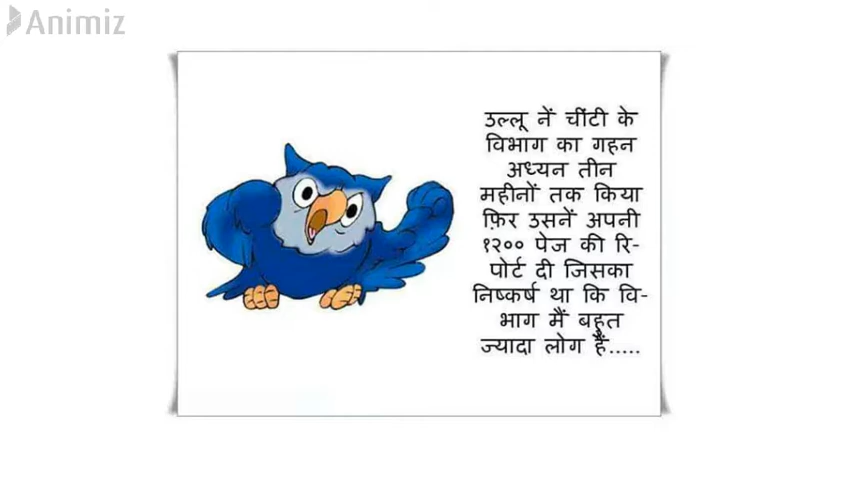 Animiz
उल्लू नें चींटी के
विभाग का गहन
अध्यन तीन
महीनों तक किया
फ़िर उसनें अपनी
१२०० पेज की रि-
पोर्ट दी जिसका
निष्कर्ष था कि वि-
भाग मैं बहुत
ज्यादा लोग हैं.....